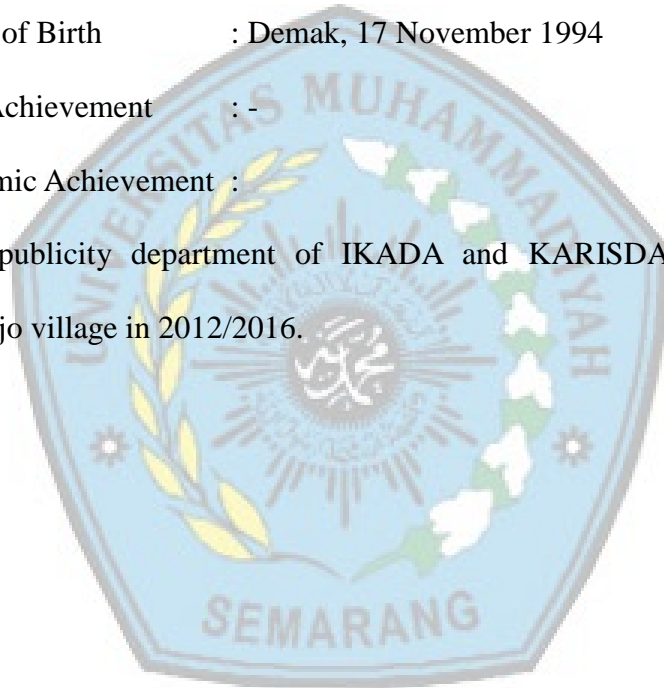 of Birth : Demak, 17 November 1994
Achievement : -
mic Achievement :
publicity department of IKADA and KARISDA
jo village in 2012/2016.
UNIVERSITAS MUHAMMADIYAH
SEMARANG